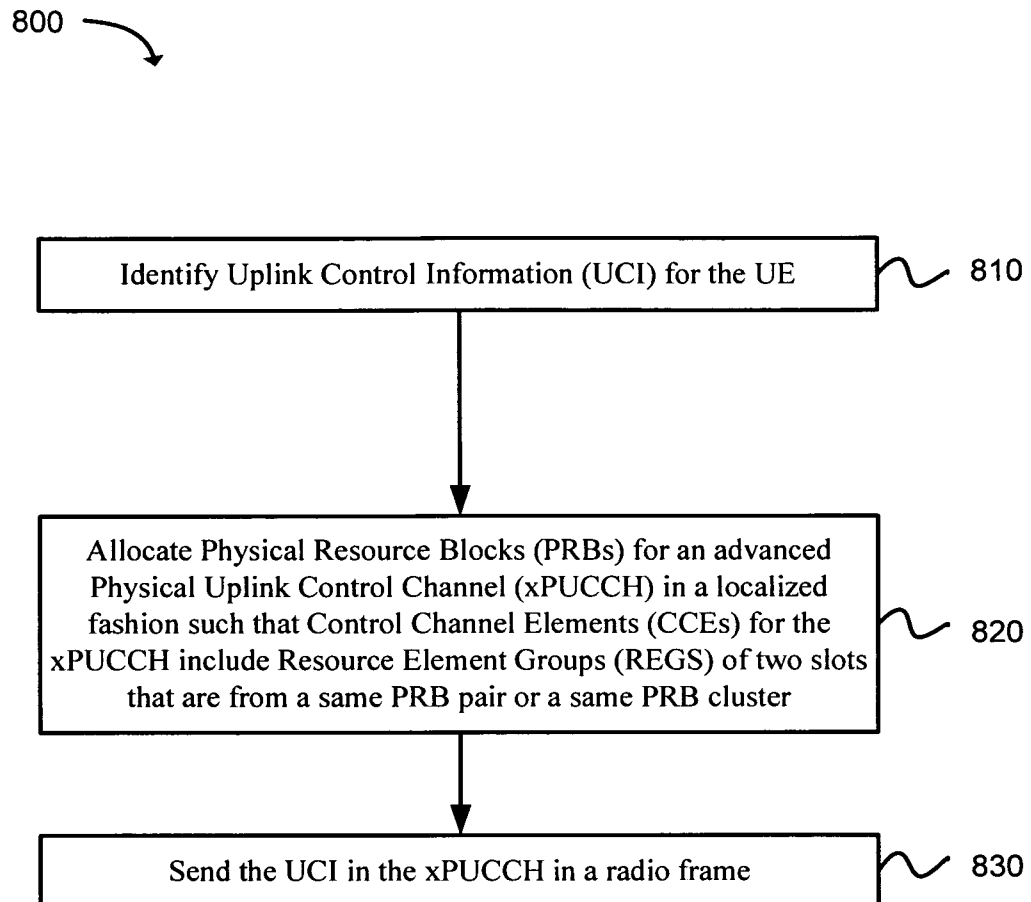 800
Identify Uplink Control Information (UCI) for the UE
810
Allocate Physical Resource Blocks (PRBs) for an advanced
Physical Uplink Control Channel (xPUCCH) in a localized
fashion such that Control Channel Elements (CCEs) for the
xPUCCH include Resource Element Groups (REGS) of two slots
that are from a same PRB pair or a same PRB cluster
820
Send the UCI in the xPUCCH in a radio frame
830